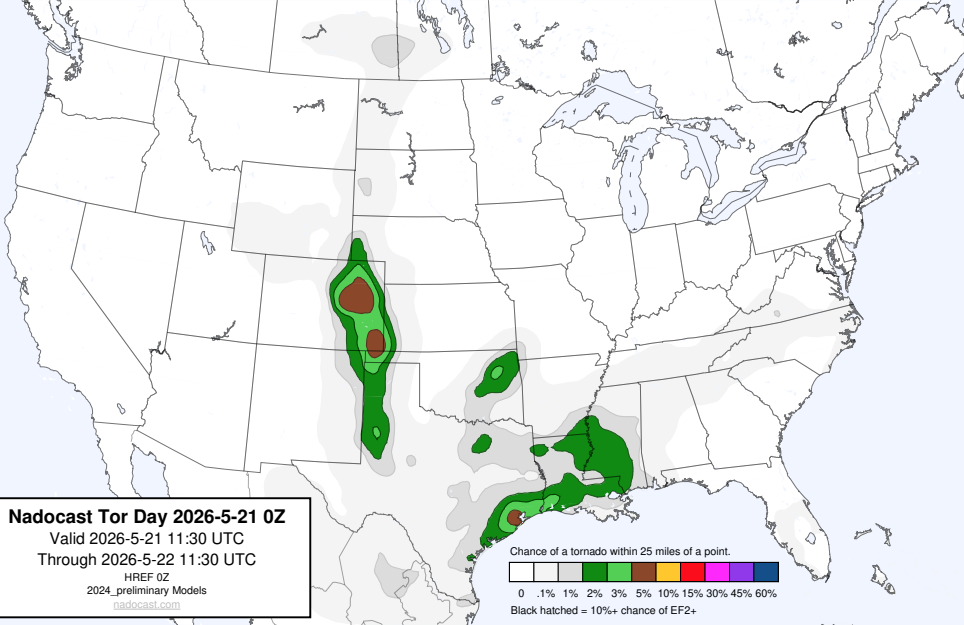 Nadocast Tor Day 2026-5-21 0Z
Valid 2026-5-21 11:30 UTC
Through 2026-5-22 11:30 UTC
HREF 0Z
2024_preliminary Models
nadocast.com
Chance of a tornado within 25 miles of a point.
0 .1% 1% 2% 3% 5% 10% 15% 30% 45% 60%
Black hatched = 10%+ chance of EF2+